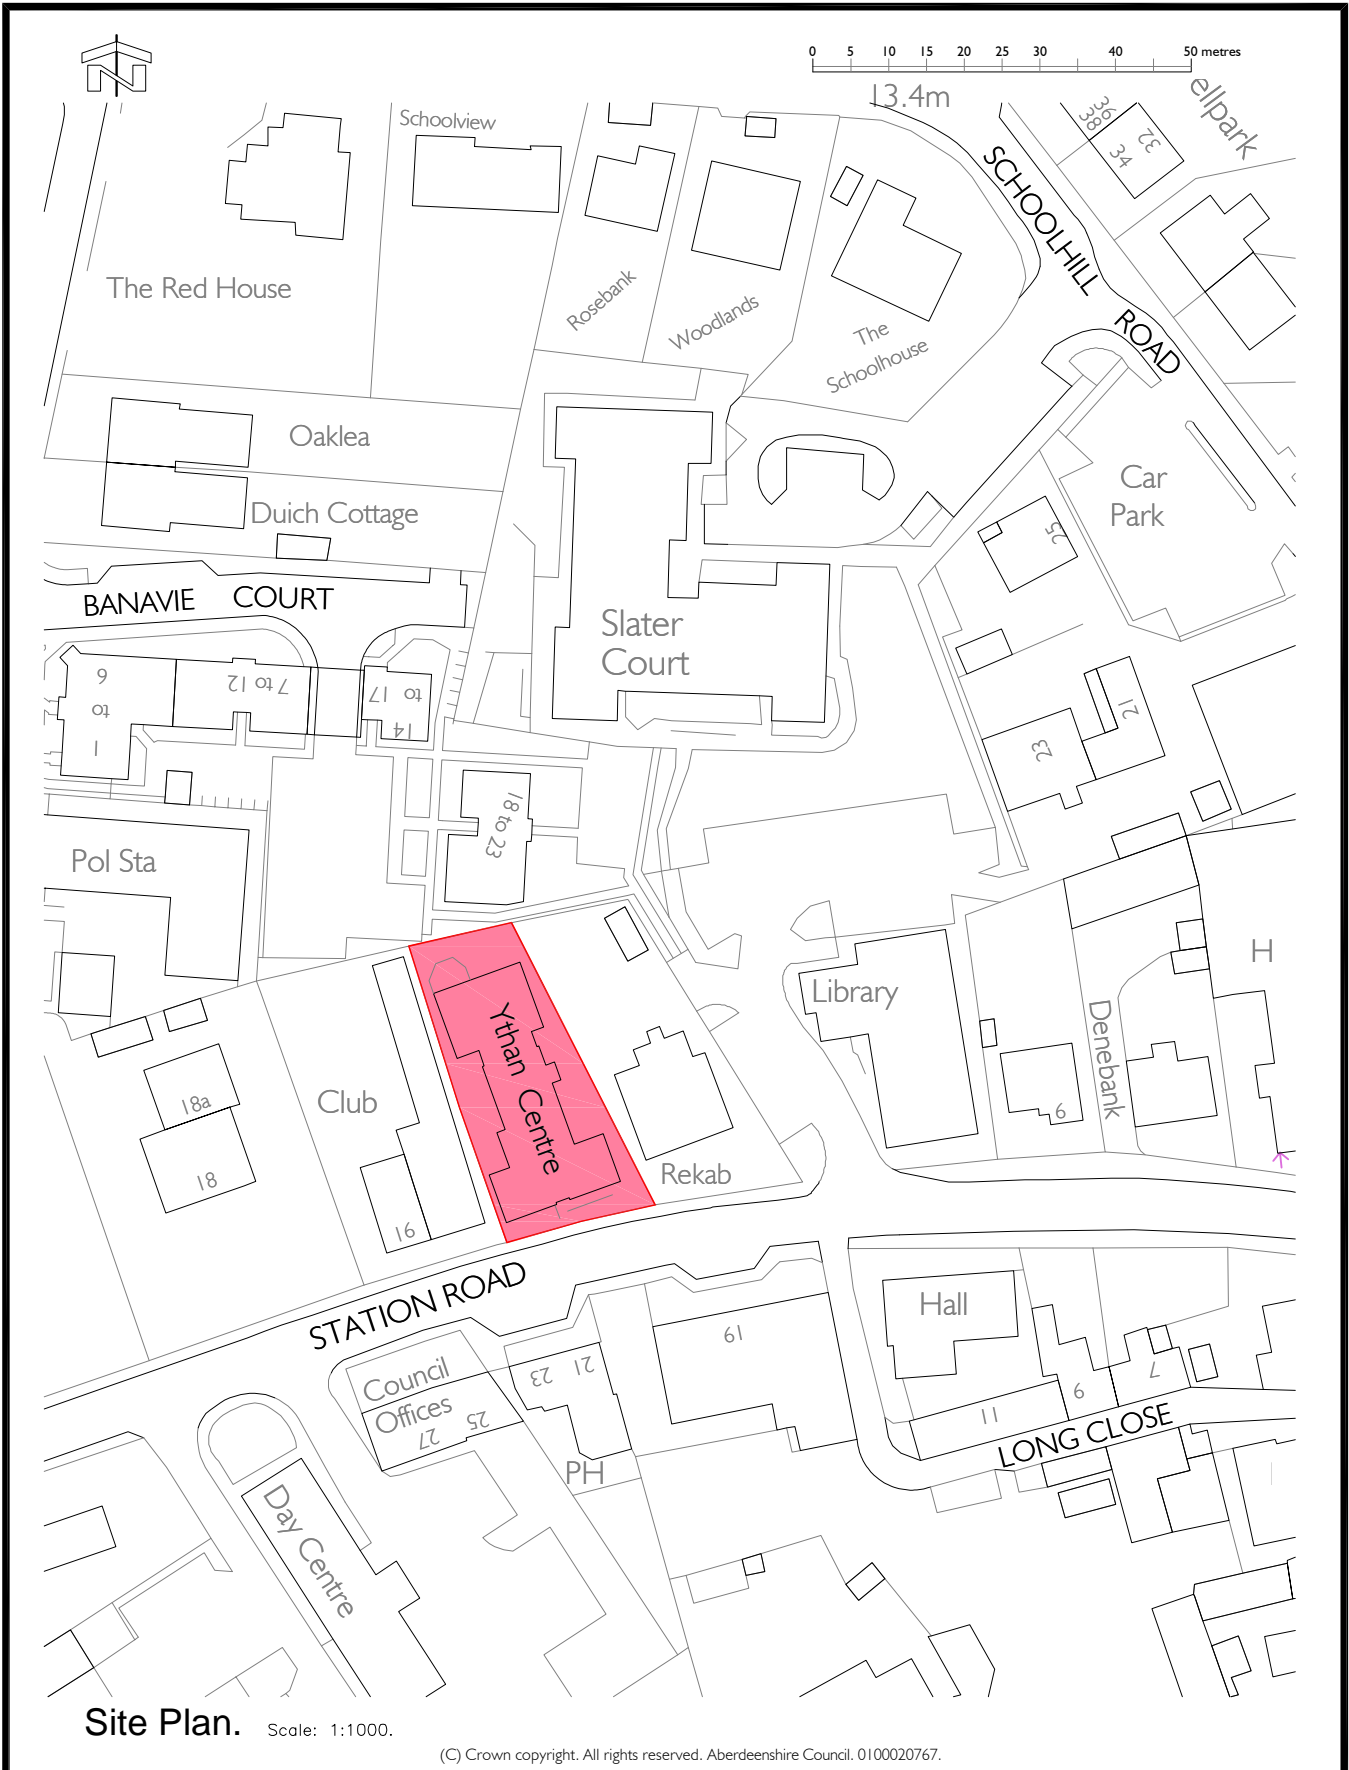 N
0 5 10 15 20 25 30 40 50 metres
13.4m
ellpark
36
38
34
32
Schoolview
SCHOOLHILL ROAD
The Red House
Rosebank
Woodlands
The
Schoolhouse
Oaklea
Duich Cottage
Car
Park
25
BANAVIE COURT
Slater
Court
1
to
6
7 to 12
14
to 17
21
23
18 to 23
Pol Sta
Library
H
Denebank
Ythan Centre
Club
18a
18
16
Rekab
6
STATION ROAD
Hall
19
Council
Offices
25
27
23
21
PH
11
9
7
LONG CLOSE
Day Centre
Site Plan. Scale: 1:1000.
(C) Crown copyright. All rights reserved. Aberdeenshire Council. 0100020767.